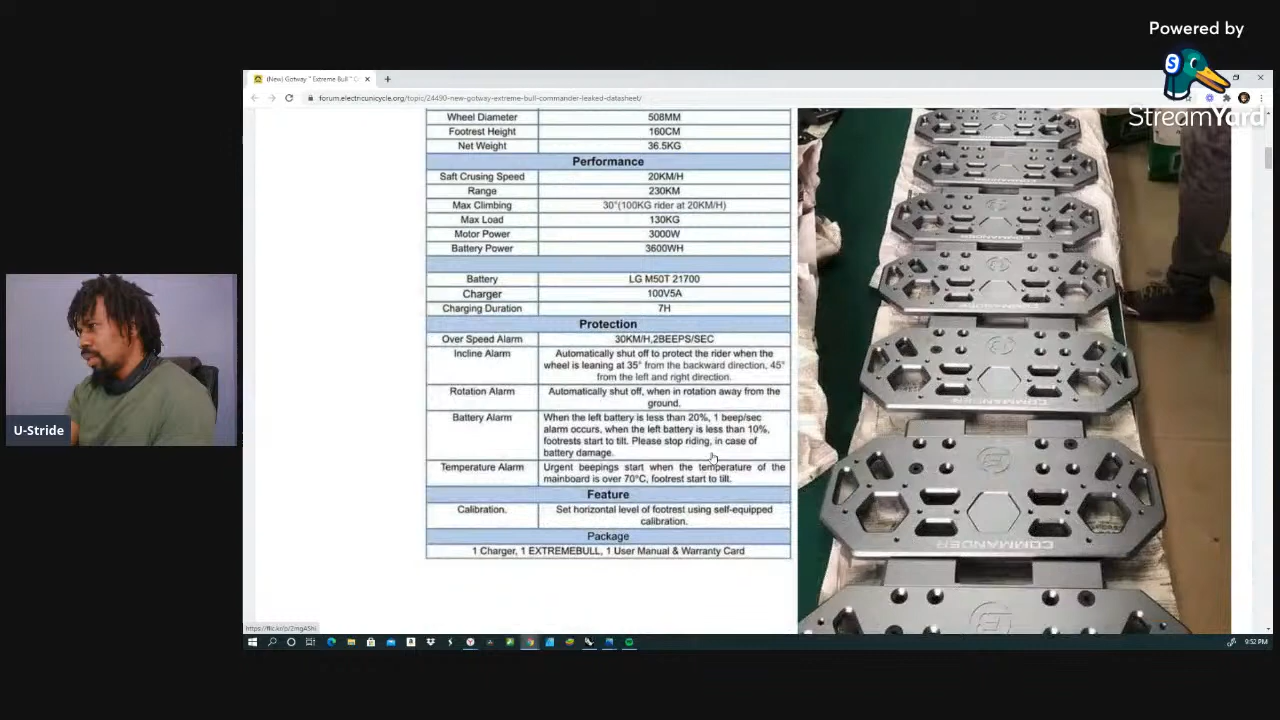 Powered by
StreamYard
(New) Gotway " Extreme Bull " C
forum.electricunicycle.org/topic/24490-new-gotway-extreme-bull-commander-leaked-datasheet/
Wheel Diameter 508MM
Footrest Height 160CM
Net Weight 36.5KG
Performance
Saft Crusing Speed 20KM/H
Range 230KM
Max Climbing 30°(100KG rider at 20KM/H)
Max Load 130KG
Motor Power 3000W
Battery Power 3600WH
Battery LG M50T 21700
Charger 100V5A
Charging Duration 7H
Protection
Over Speed Alarm 30KM/H,2BEEPS/SEC
Incline Alarm Automatically shut off to protect the rider when the
wheel is leaning at 35° from the backward direction, 45°
from the left and right direction.
Rotation Alarm Automatically shut off, when in rotation away from the
ground.
Battery Alarm When the left battery is less than 20%, 1 beep/sec
alarm occurs, when the left battery is less than 10%,
footrests start to tilt. Please stop riding, in case of
battery damage.
Temperature Alarm Urgent beepings start when the temperature of the
mainboard is over 70°C, footrest start to tilt.
Feature
Calibration. Set horizontal level of footrest using self-equipped
calibration.
Package
1 Charger, 1 EXTREMEBULL, 1 User Manual & Warranty Card
COMMANDER
COMMANDER
U-Stride
9:52 PM